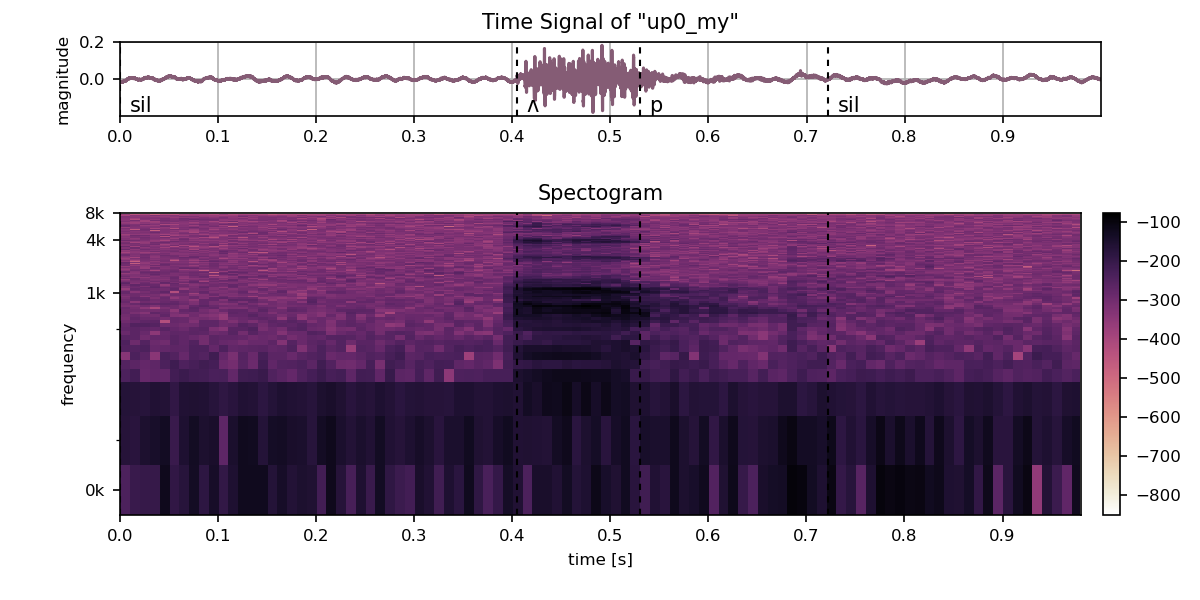 Time Signal of "up0_my"
magnitude
0.2
0.0
sil
ʌ
p
sil
0.0 0.1 0.2 0.3 0.4 0.5 0.6 0.7 0.8 0.9
Spectogram
frequency
8k
4k
1k
0k
0.0 0.1 0.2 0.3 0.4 0.5 0.6 0.7 0.8 0.9
time [s]
−100
−200
−300
−400
−500
−600
−700
−800